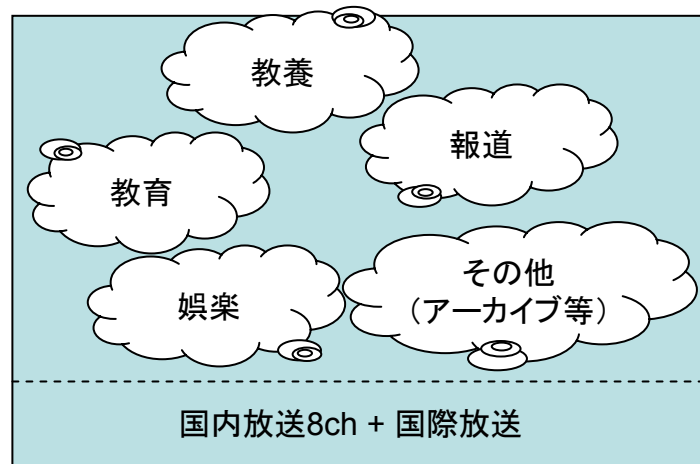 教養
報道
教育
娯楽
その他
（アーカイブ等）
国内放送8ch + 国際放送